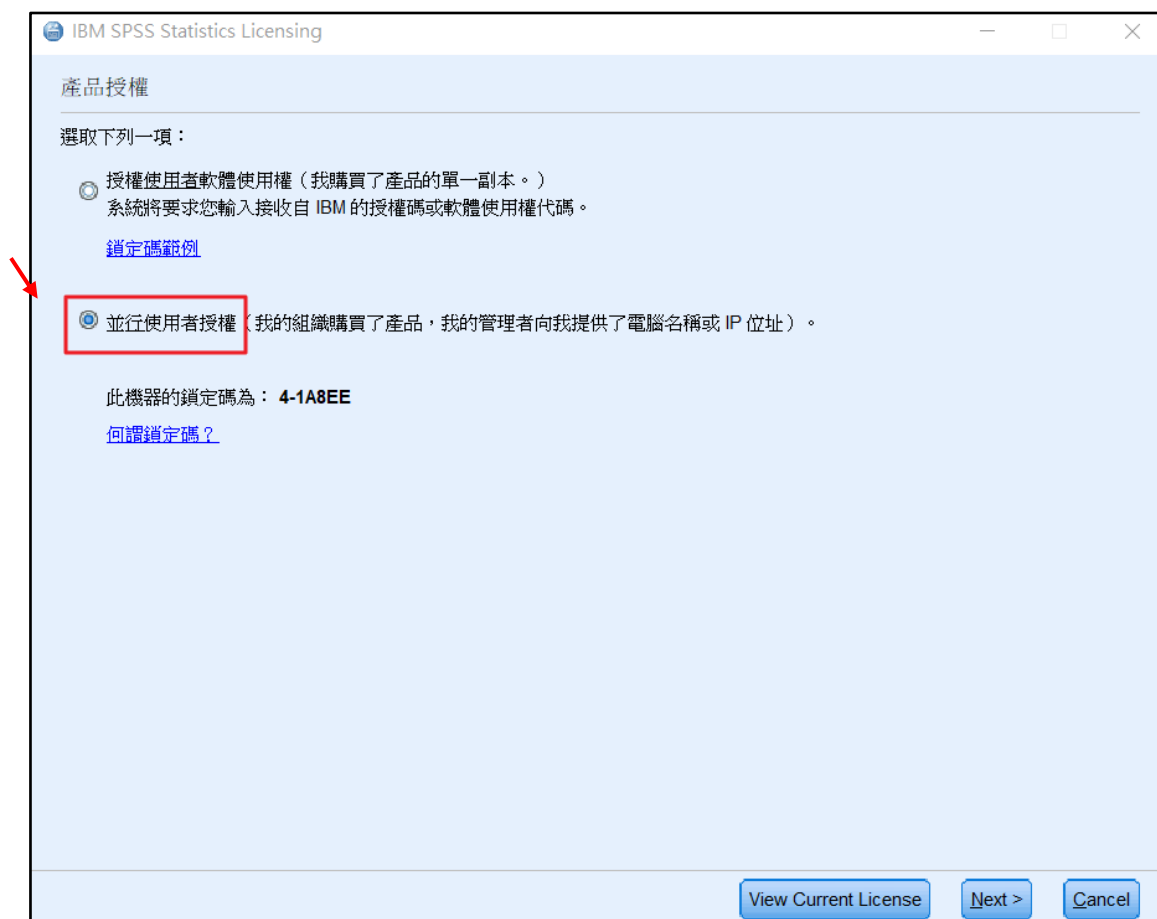 IBM SPSS Statistics Licensing
產品授權
選取下列一項：
授權使用者軟體使用權（我購買了產品的單一副本。）
系統將要求您輸入接收自 IBM 的授權碼或軟體使用權代碼。
鎖定碼範例
並行使用者授權（我的組織購買了產品，我的管理者向我提供了電腦名稱或 IP 位址）。
此機器的鎖定碼為： 4-1A8EE
何謂鎖定碼？
View Current License
Next >
Cancel